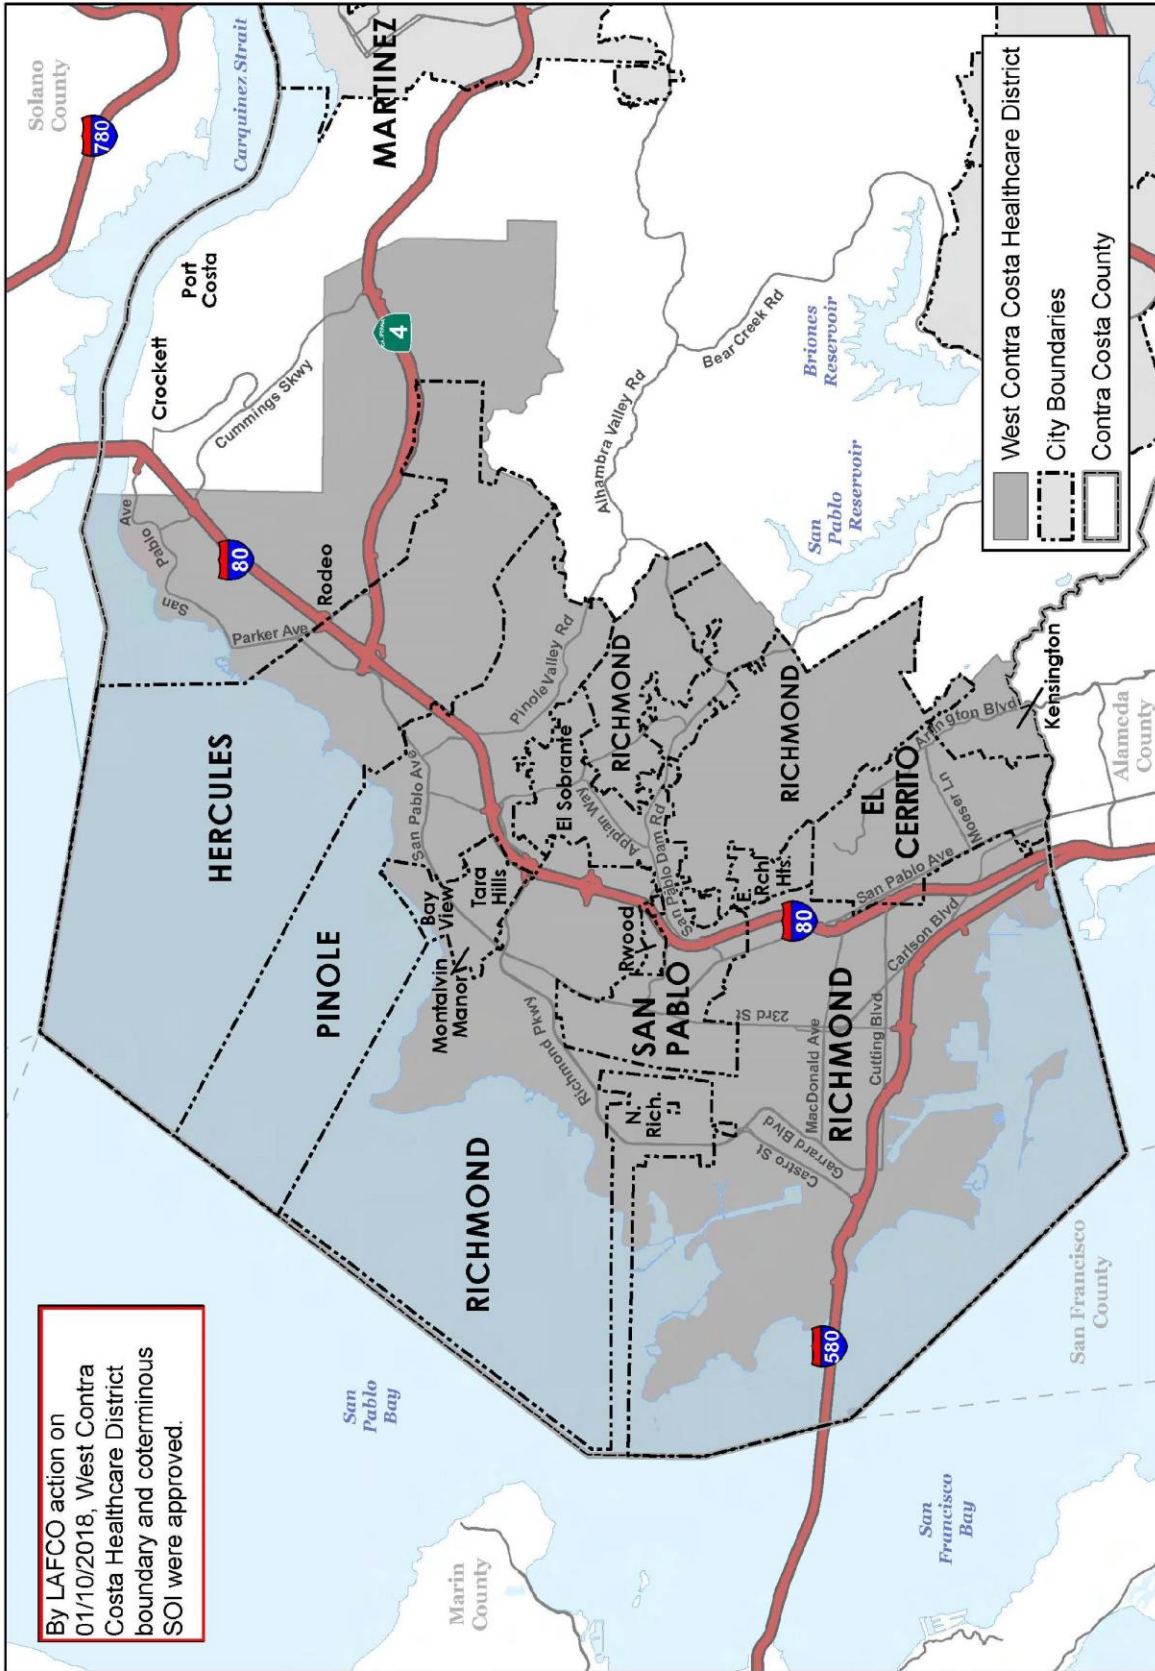 By LAFCO action on
01/10/2018, West Contra
Costa Healthcare District
boundary and coterminous
SOI were approved.
Solano
County
780
Carquinez Strait
Port
Costa
Crockett
MARTINEZ
Cummings Skwy
4
San
Pablo
Ave
80
Rodeo
Parker Ave
HERCULES
PINOLE
San Pablo Ave
Pinole Valley Rd
Alhambra Valley Rd
Bear Creek Rd
Briones
Reservoir
San
Pablo
Reservoir
San
Pablo
Bay
Bay
View
Montalvin
Manor
Tara
Hills
El Sobrante
RICHMOND
Appian Way
San Pablo Dam Rd
RICHMOND
Richmond Pkwy
Rwood
SAN
PABLO
E.
Rch
Hts.
RICHMOND
N.
Rich.
23rd St
80
EL
CERRITO
Arlington Blvd
Kensington
Moeser Ln
San Pablo Ave
Carlson Blvd
Cutting Blvd
MacDonald Ave
RICHMOND
Garrard Blvd
Castro St
580
Marin
County
San
Francisco
Bay
San Francisco
County
Alameda
County
West Contra Costa Healthcare District
City Boundaries
Contra Costa County